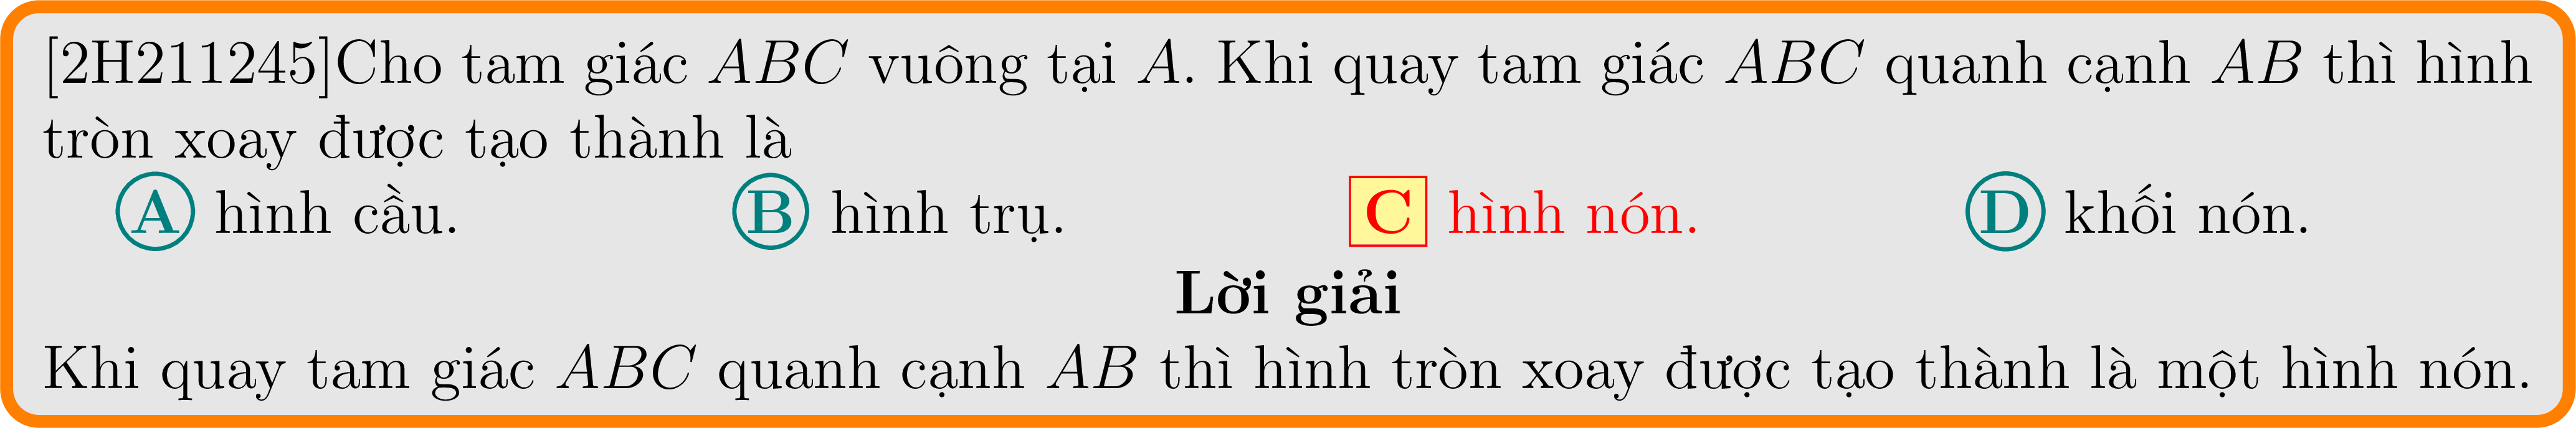 [2H211245]Cho tam giác ABC vuông tại A. Khi quay tam giác ABC quanh cạnh AB thì hình
tròn xoay được tạo thành là
A hình cầu. B hình trụ. C hình nón. D khối nón.
Lời giải
Khi quay tam giác ABC quanh cạnh AB thì hình tròn xoay được tạo thành là một hình nón.